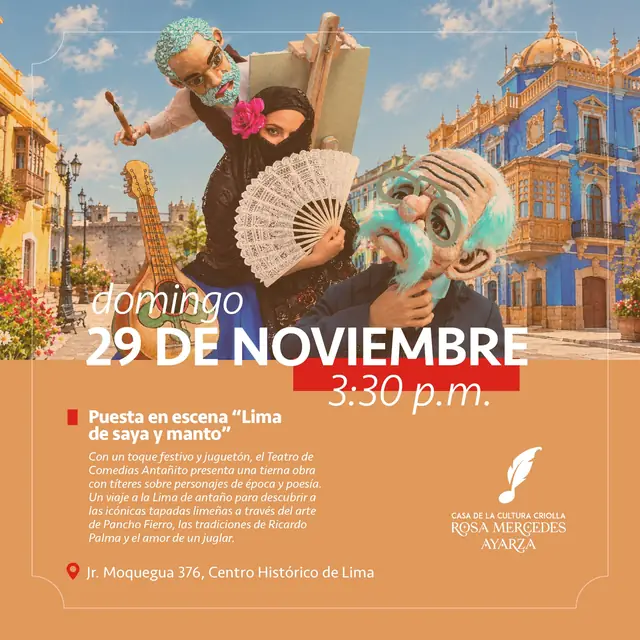 domingo
29 DE NOVIEMBRE
3:30 p.m.
Puesta en escena “Lima
de saya y manto”
Con un toque festivo y juguetón, el Teatro de
Comedias Antañito presenta una tierna obra
con títeres sobre personajes de época y poesía.
Un viaje a la Lima de antaño para descubrir a
las icónicas tapadas limeñas a través del arte
de Pancho Fierro, las tradiciones de Ricardo
Palma y el amor de un juglar.
Jr. Moquegua 376, Centro Histórico de Lima
CASA DE LA CULTURA CRIOLLA
ROSA MERCEDES
AYARZA